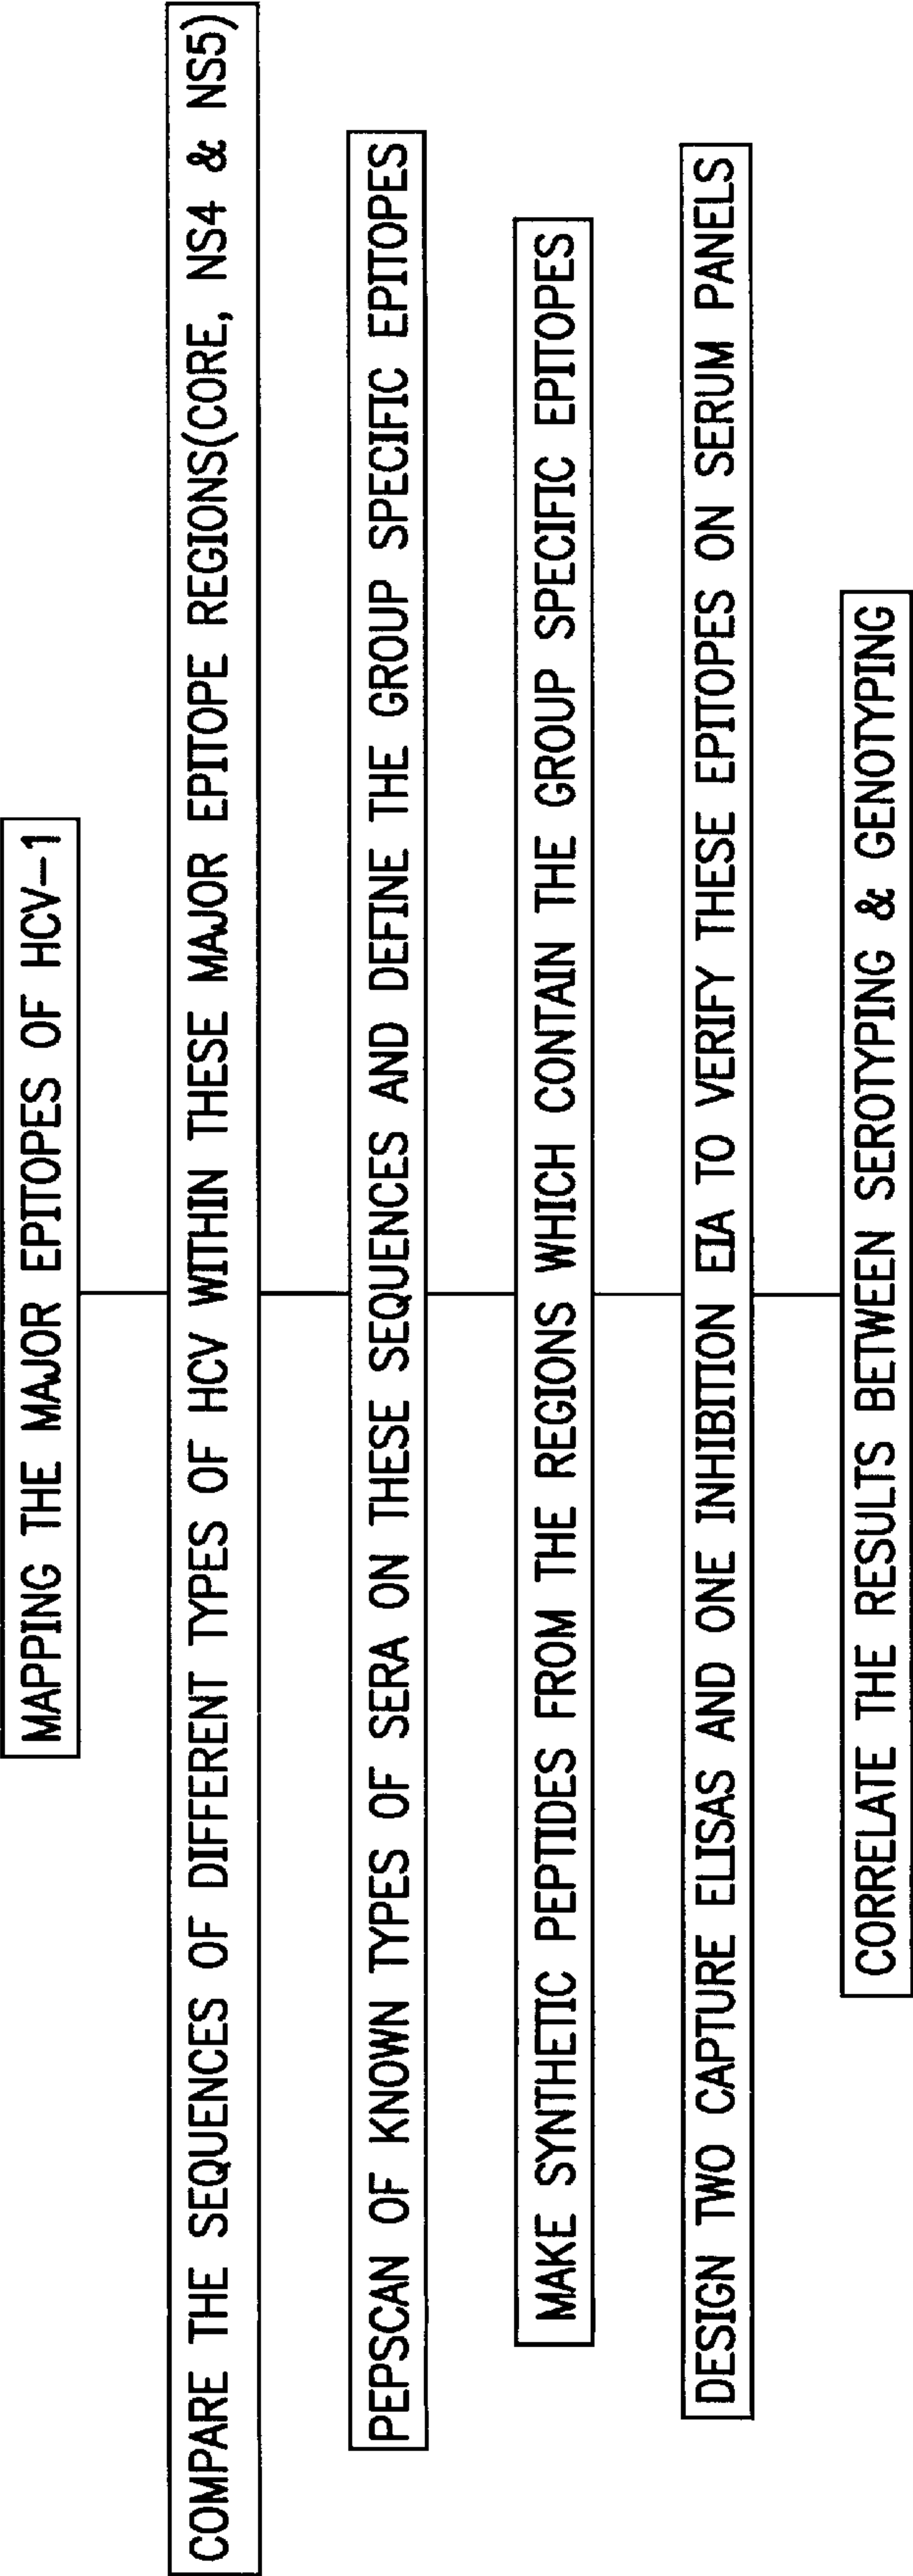 MAPPING THE MAJOR EPITOPES OF HCV-1
COMPARE THE SEQUENCES OF DIFFERENT TYPES OF HCV WITHIN THESE MAJOR EPITOPE REGIONS(CORE, NS4 & NS5)
PEPSCAN OF KNOWN TYPES OF SERA ON THESE SEQUENCES AND DEFINE THE GROUP SPECIFIC EPITOPES
MAKE SYNTHETIC PEPTIDES FROM THE REGIONS WHICH CONTAIN THE GROUP SPECIFIC EPITOPES
DESIGN TWO CAPTURE ELISAS AND ONE INHIBITION EIA TO VERIFY THESE EPITOPES ON SERUM PANELS
CORRELATE THE RESULTS BETWEEN SEROTYPING & GENOTYPING